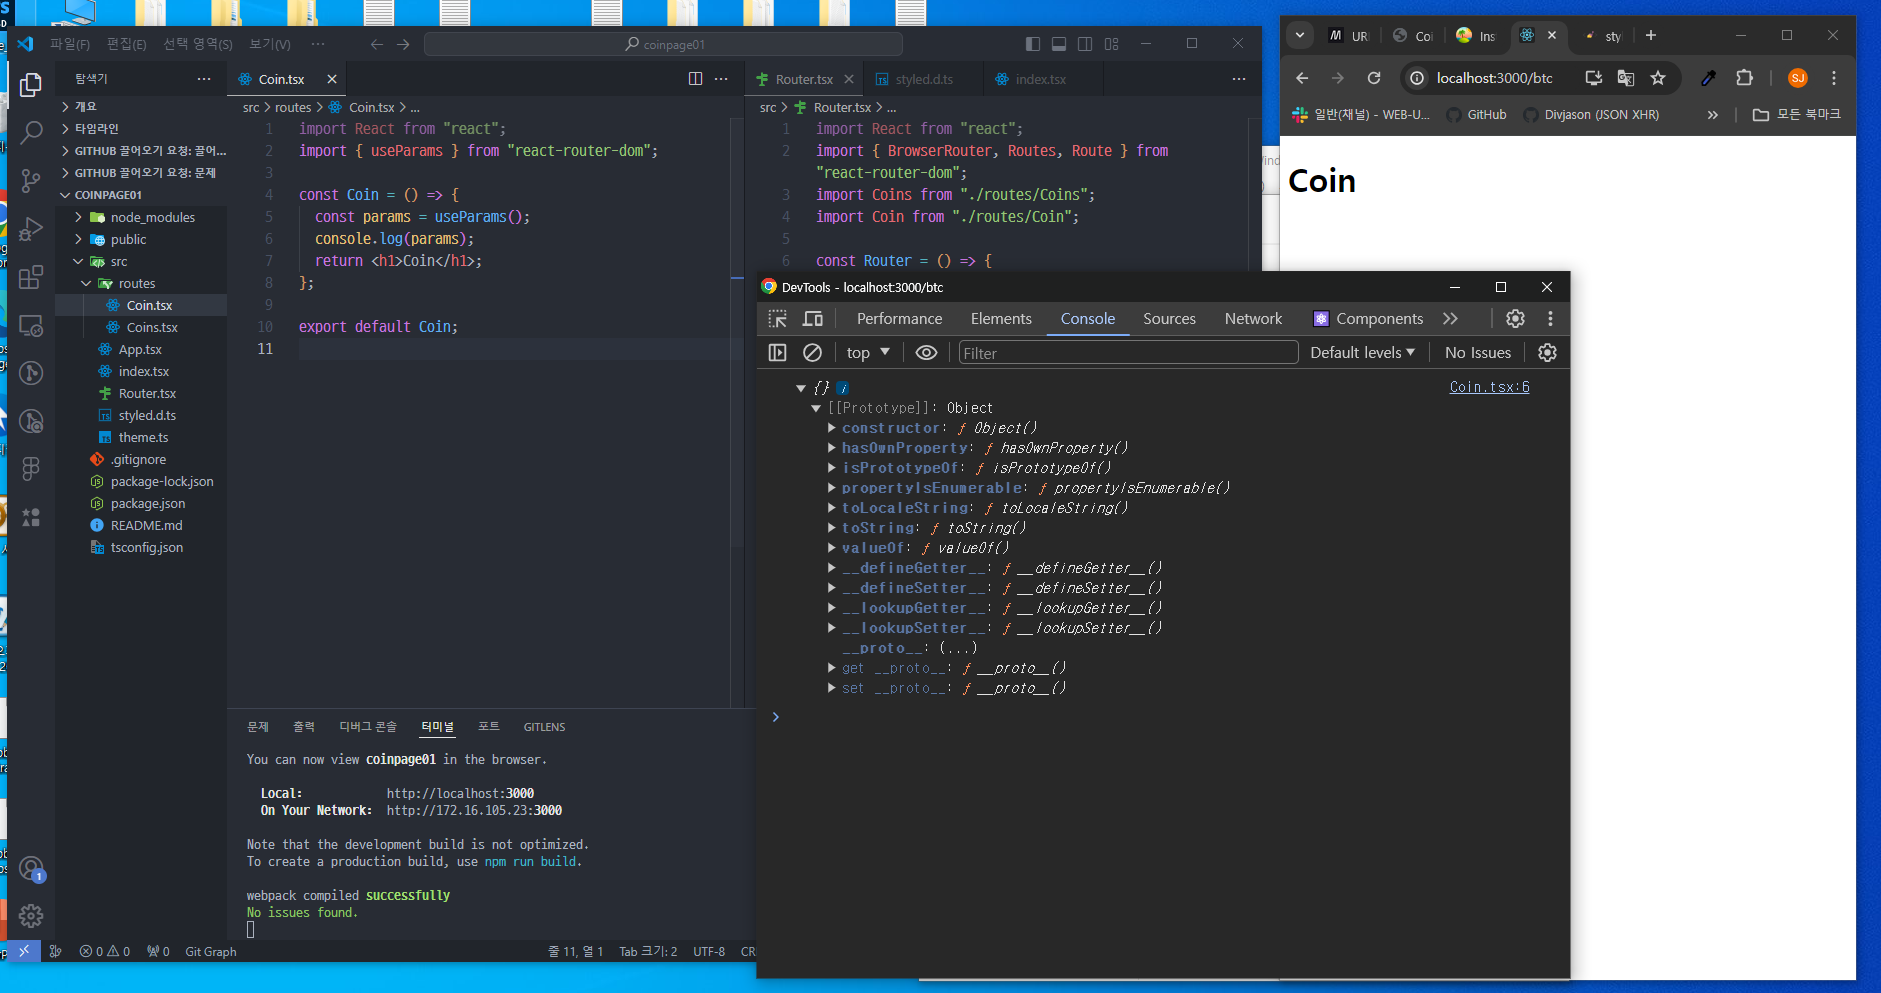 파일(F) 편집(E) 선택 영역(S) 보기(V) ··· coinpage01
탐색기 ···
개요
타임라인
GITHUB 끌어오기 요청: 끌어...
GITHUB 끌어오기 요청: 문제
COINPAGE01
node_modules
public
src
routes
Coin.tsx
Coins.tsx
App.tsx
index.tsx
Router.tsx
styled.d.ts
theme.ts
.gitignore
package-lock.json
package.json
README.md
tsconfig.json
Coin.tsx
src > routes > Coin.tsx > ...
1 import React from "react";
2 import { useParams } from "react-router-dom";
3
4 const Coin = () => {
5 const params = useParams();
6 console.log(params);
7 return <h1>Coin</h1>;
8 };
9
10 export default Coin;
11
Router.tsx styled.d.ts index.tsx ···
src > Router.tsx > ...
1 import React from "react";
2 import { BrowserRouter, Routes, Route } from
"react-router-dom";
3 import Coins from "./routes/Coins";
4 import Coin from "./routes/Coin";
5
6 const Router = () => {
문제 출력 디버그 콘솔 터미널 포트 GITLENS
You can now view coinpage01 in the browser.
Local: http://localhost:3000
On Your Network: http://172.16.105.23:3000
Note that the development build is not optimized.
To create a production build, use npm run build.
webpack compiled successfully
No issues found.
1
0 0 0 Git Graph 줄 11, 열 1 Tab 크기: 2 UTF-8 CR
UR Coi Ins sty
localhost:3000/btc SJ
일반(채널) - WEB-U... GitHub Divjason (JSON XHR) » 모든 북마크
Coin
DevTools - localhost:3000/btc
Performance Elements Console Sources Network Components
top Filter Default levels No Issues
{} i Coin.tsx:6
[[Prototype]]: Object
constructor: ƒ Object()
hasOwnProperty: ƒ hasOwnProperty()
isPrototypeOf: ƒ isPrototypeOf()
propertyIsEnumerable: ƒ propertyIsEnumerable()
toLocaleString: ƒ toLocaleString()
toString: ƒ toString()
valueOf: ƒ valueOf()
__defineGetter__: ƒ __defineGetter__()
__defineSetter__: ƒ __defineSetter__()
__lookupGetter__: ƒ __lookupGetter__()
__lookupSetter__: ƒ __lookupSetter__()
__proto__: (...)
get __proto__: ƒ __proto__()
set __proto__: ƒ __proto__()